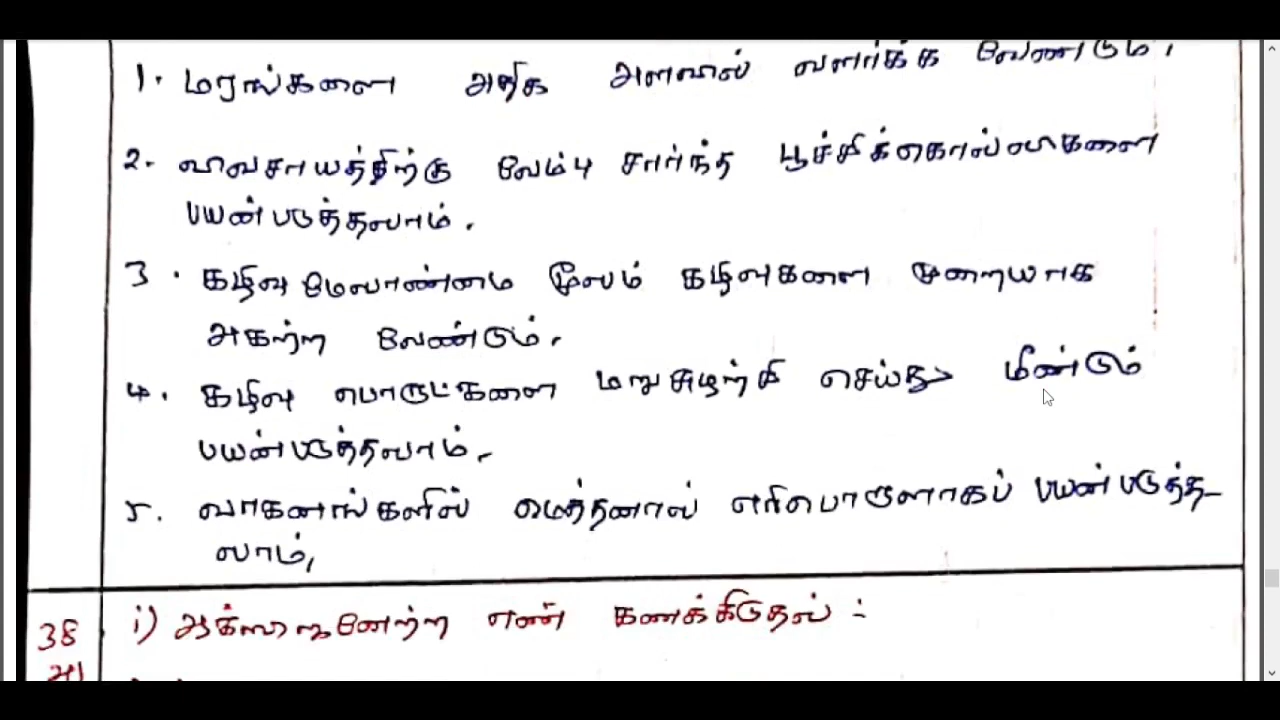 1. மரங்களை அதிக அளவில் வளர்க்க வேண்டும்.
2. விவசாயத்திற்கு வேம்பு சார்ந்த பூச்சிக்கொல்லிகளை
பயன்படுத்தலாம்.
3. கழிவு மேலாண்மை மூலம் கழிவுகளை முறையாக
அகற்ற வேண்டும்.
4. கழிவு பொருட்களை மறுசுழற்சி செய்து மீண்டும்
பயன்படுத்தலாம்.
5. வாகனங்களில் மெத்தனால் எரிபொருளாகப் பயன்படுத்த-
லாம்,
38 i) ஆக்ஸிஜனேற்ற எண் கணக்கிடுதல் :-
அ)